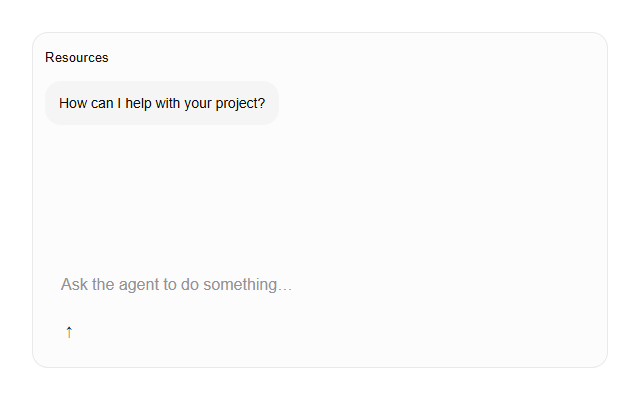 Resources
How can I help with your project?
Ask the agent to do something…
↑